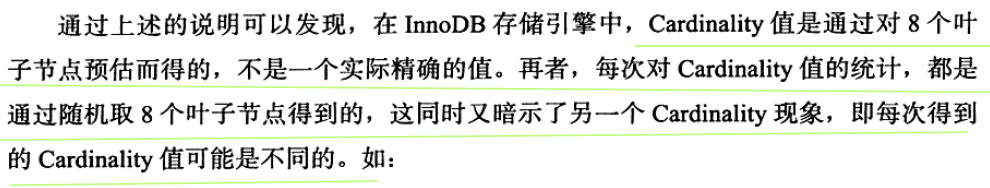 通过上述的说明可以发现，在 InnoDB 存储引擎中，Cardinality 值是通过对 8 个叶
子节点预估而得的，不是一个实际精确的值。再者，每次对 Cardinality 值的统计，都是
通过随机取 8 个叶子节点得到的，这同时又暗示了另一个 Cardinality 现象，即每次得到
的 Cardinality 值可能是不同的。如：